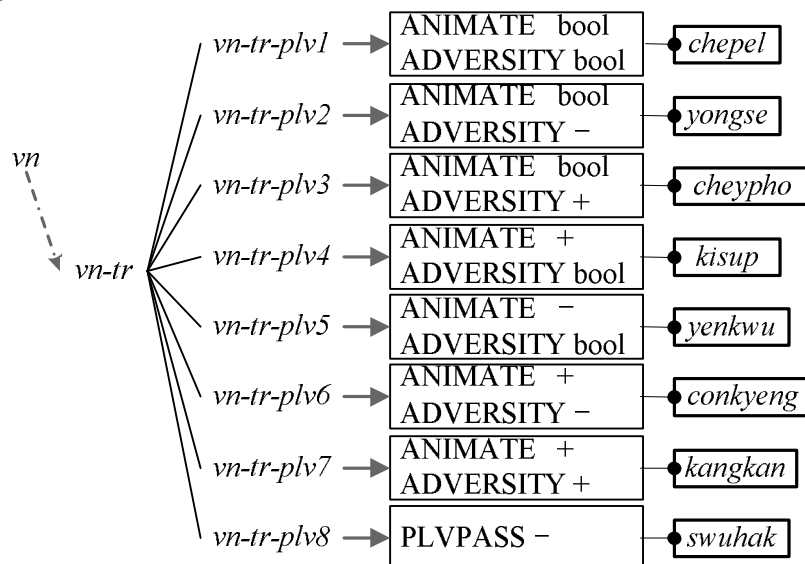 vn-tr-plv1 ANIMATE bool chepel
ADVERSITY bool
vn-tr-plv2 ANIMATE bool yongse
ADVERSITY −
vn
vn-tr-plv3 ANIMATE bool cheypho
ADVERSITY +
vn-tr
vn-tr-plv4 ANIMATE + kisup
ADVERSITY bool
vn-tr-plv5 ANIMATE − yenkwu
ADVERSITY bool
vn-tr-plv6 ANIMATE + conkyeng
ADVERSITY −
vn-tr-plv7 ANIMATE + kangkan
ADVERSITY +
vn-tr-plv8 PLVPASS − swuhak